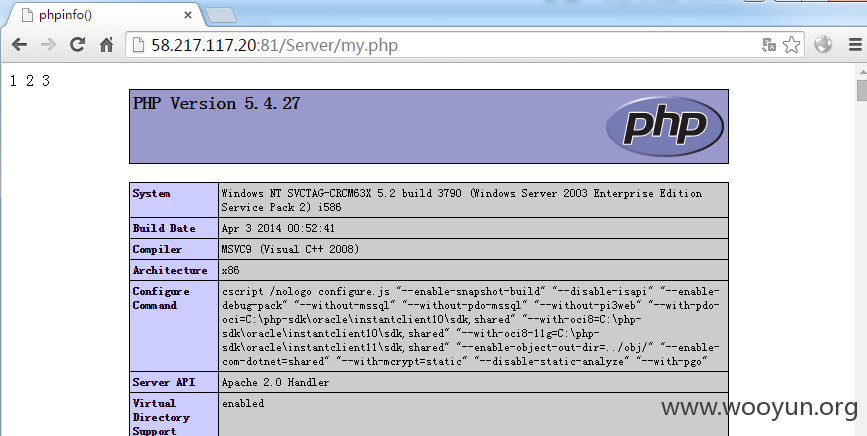 phpinfo()
58.217.117.20:81/Server/my.php
1 2 3
PHP Version 5.4.27
php
System
Windows NT SVCTAG-CRCM63X 5.2 build 3790 (Windows Server 2003 Enterprise Edition
Service Pack 2) i586
Build Date
Apr 3 2014 00:52:41
Compiler
MSVC9 (Visual C++ 2008)
Architecture
x86
Configure
Command
cscript /nologo configure.js "--enable-snapshot-build" "--disable-isapi" "--enable-
debug-pack" "--without-mssql" "--without-pdo-mssql" "--without-pi3web" "--with-pdo-
oci=C:\php-sdk\oracle\instantclient10\sdk,shared" "--with-oci8=C:\php-
sdk\oracle\instantclient10\sdk,shared" "--with-oci8-11g=C:\php-
sdk\oracle\instantclient11\sdk,shared" "--enable-object-out-dir=../obj/" "--enable-
com-dotnet=shared" "--with-mcrypt=static" "--disable-static-analyze" "--with-pgo"
Server API
Apache 2.0 Handler
Virtual
Directory
Support
enabled
www.wooyun.org